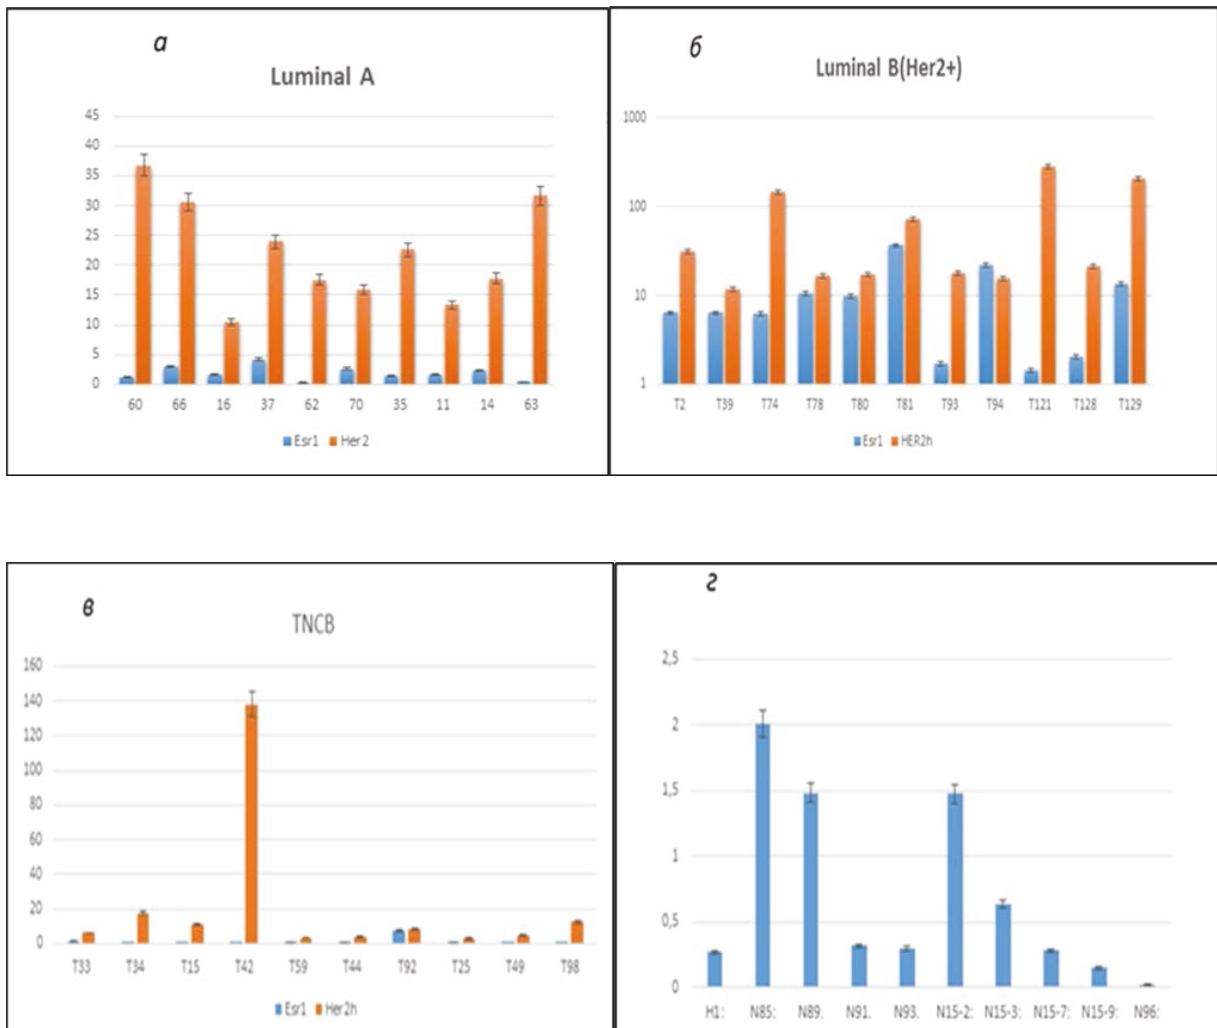 а
Luminal A
45
40
35
30
25
20
15
10
5
0
60 66 16 37 62 70 35 11 14 63
Esr1 Her2
б
Luminal B(Her2+)
1000
100
10
1
T2 T39 T74 T78 T80 T81 T93 T94 T121 T128 T129
Esr1 HER2h
в
TNCB
160
140
120
100
80
60
40
20
0
T33 T34 T15 T42 T59 T44 T92 T25 T49 T98
Esr1 Her2h
г
2,5
2
1,5
1
0,5
0
H1: N85: N89. N91. N93. N15-2: N15-3: N15-7: N15-9: N96: